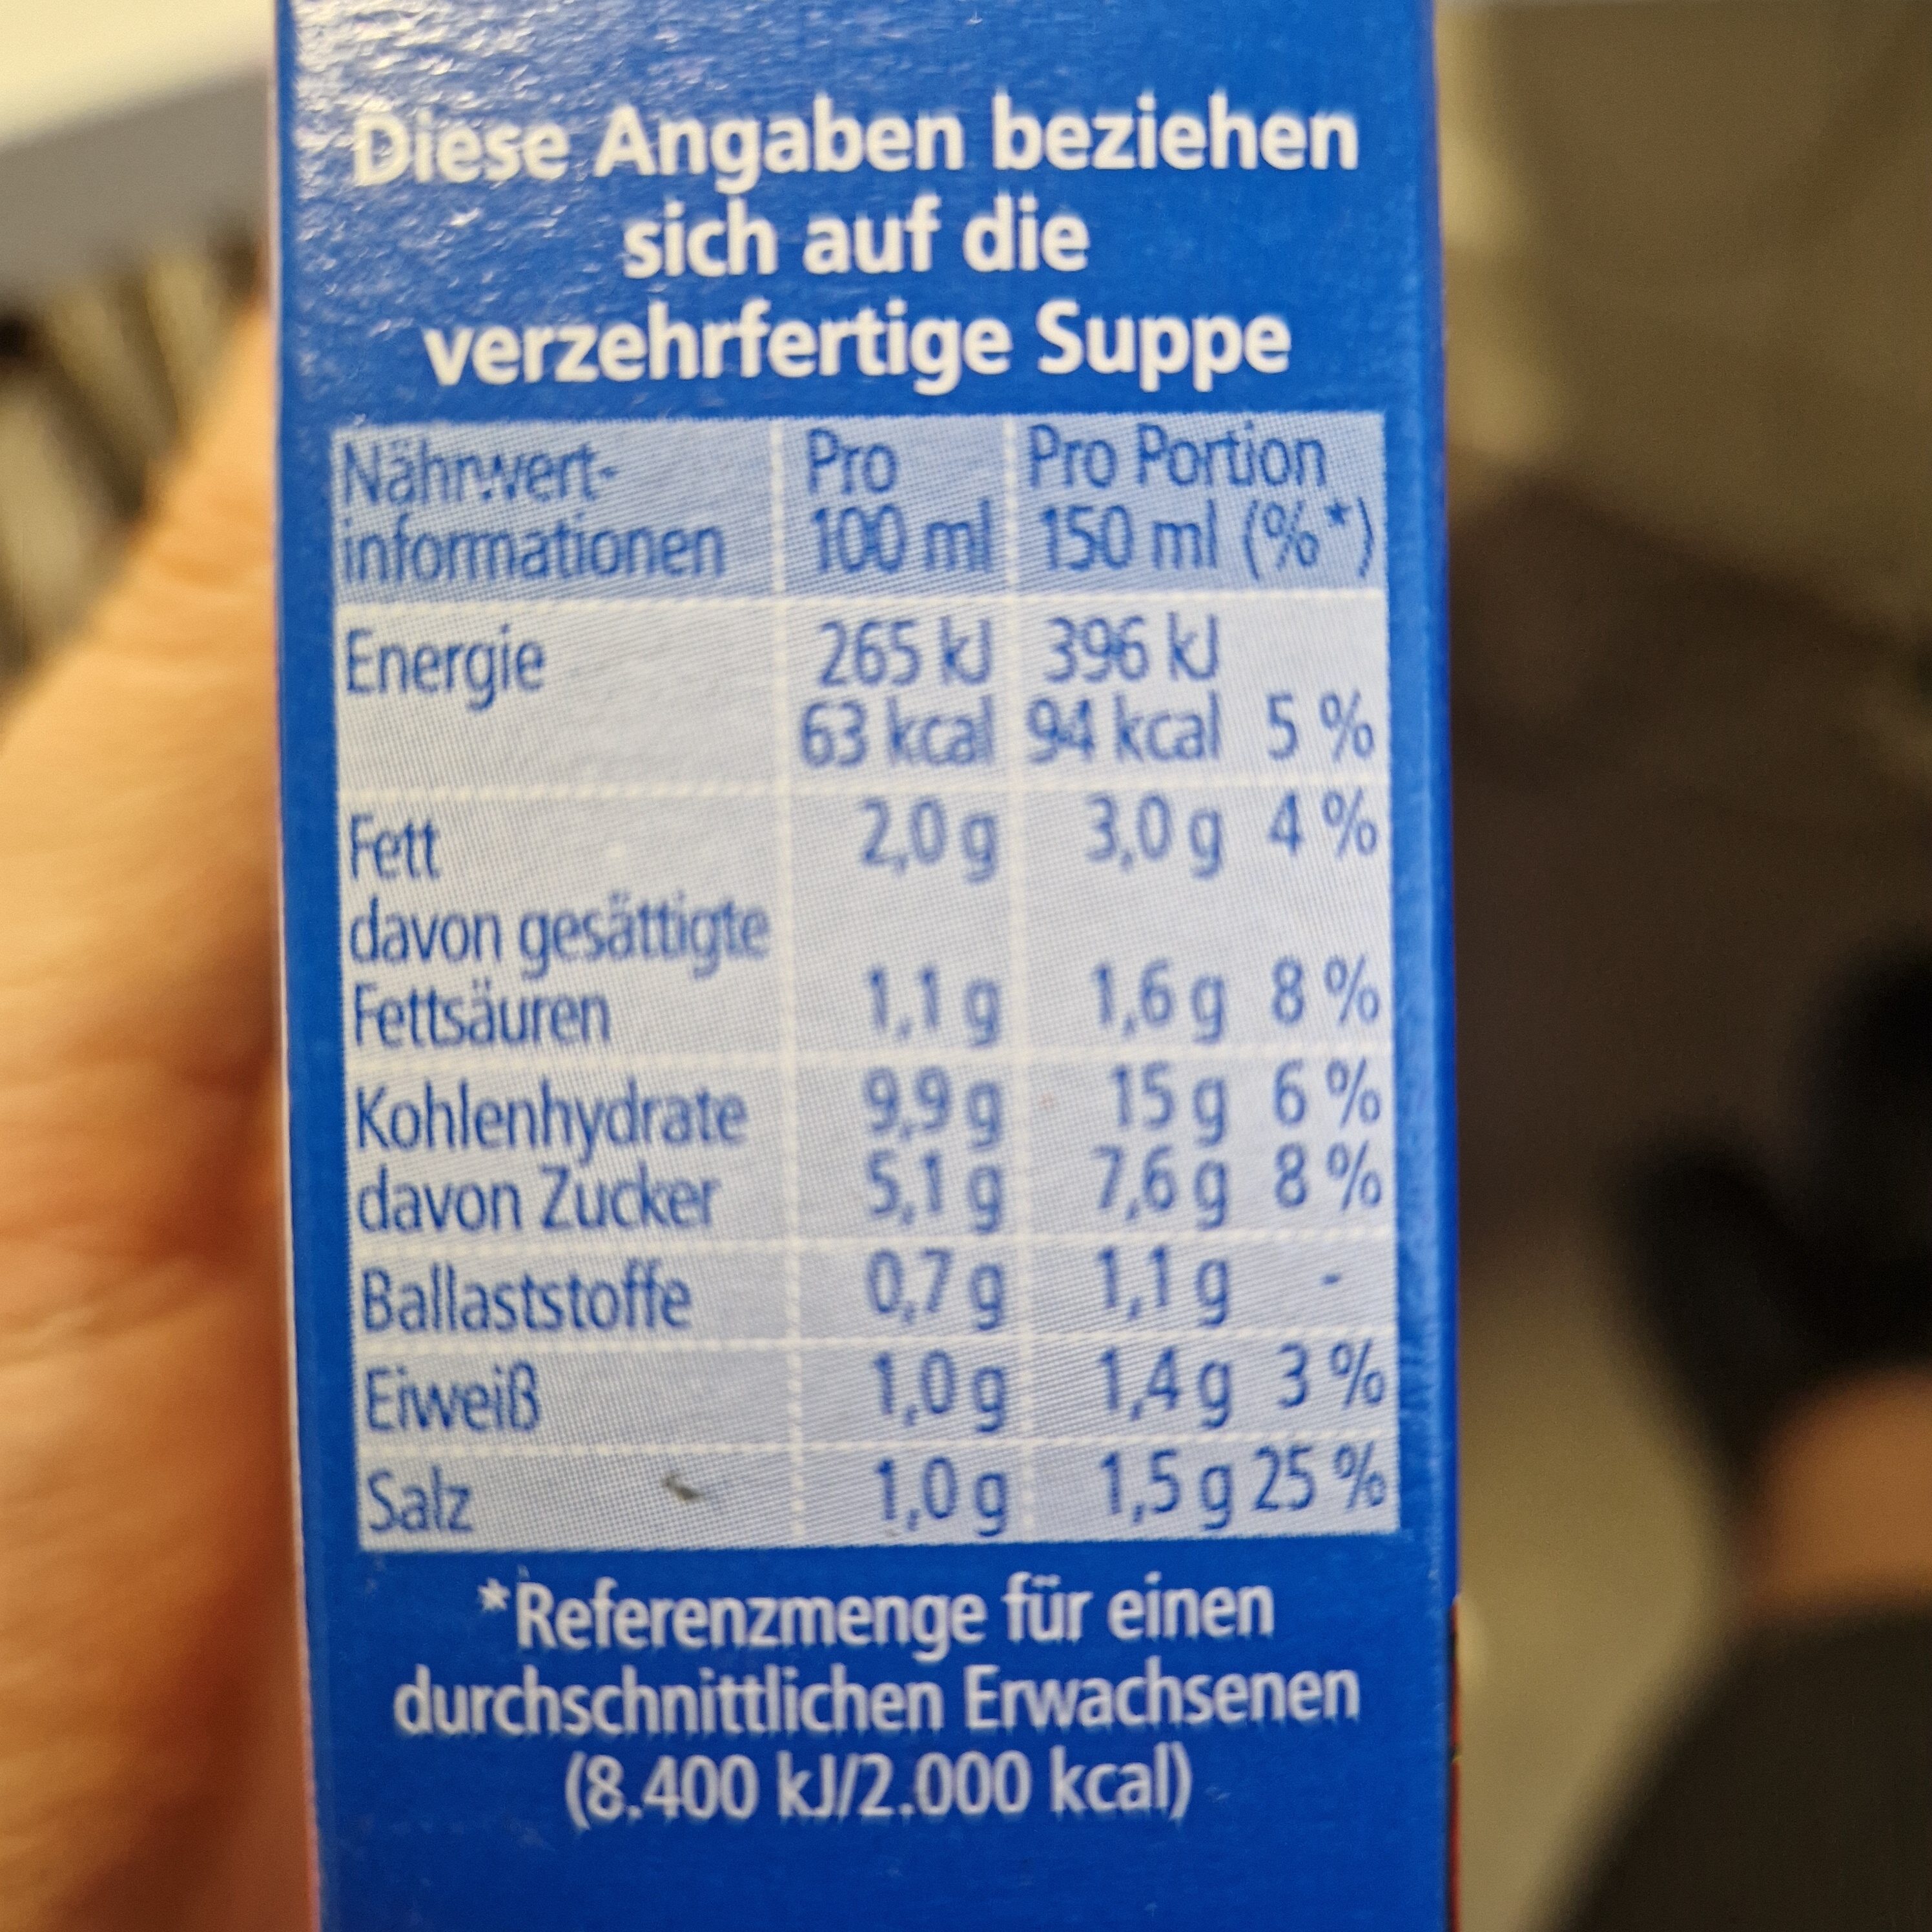 Diese Angaben beziehen
sich auf die
verzehrfertige Suppe
Nährwert- Pro Pro Portion
informationen 100 ml 150 ml (%*)
Energie 265 kJ 396 kJ
63 kcal 94 kcal 5 %
Fett 2,0 g 3,0 g 4 %
davon gesättigte
Fettsäuren 1,1 g 1,6 g 8 %
Kohlenhydrate 9,9 g 15 g 6 %
davon Zucker 5,1 g 7,6 g 8 %
Ballaststoffe 0,7 g 1,1 g -
Eiweiß 1,0 g 1,4 g 3 %
Salz 1,0 g 1,5 g 25 %
*Referenzmenge für einen
durchschnittlichen Erwachsenen
(8.400 kJ/2.000 kcal)